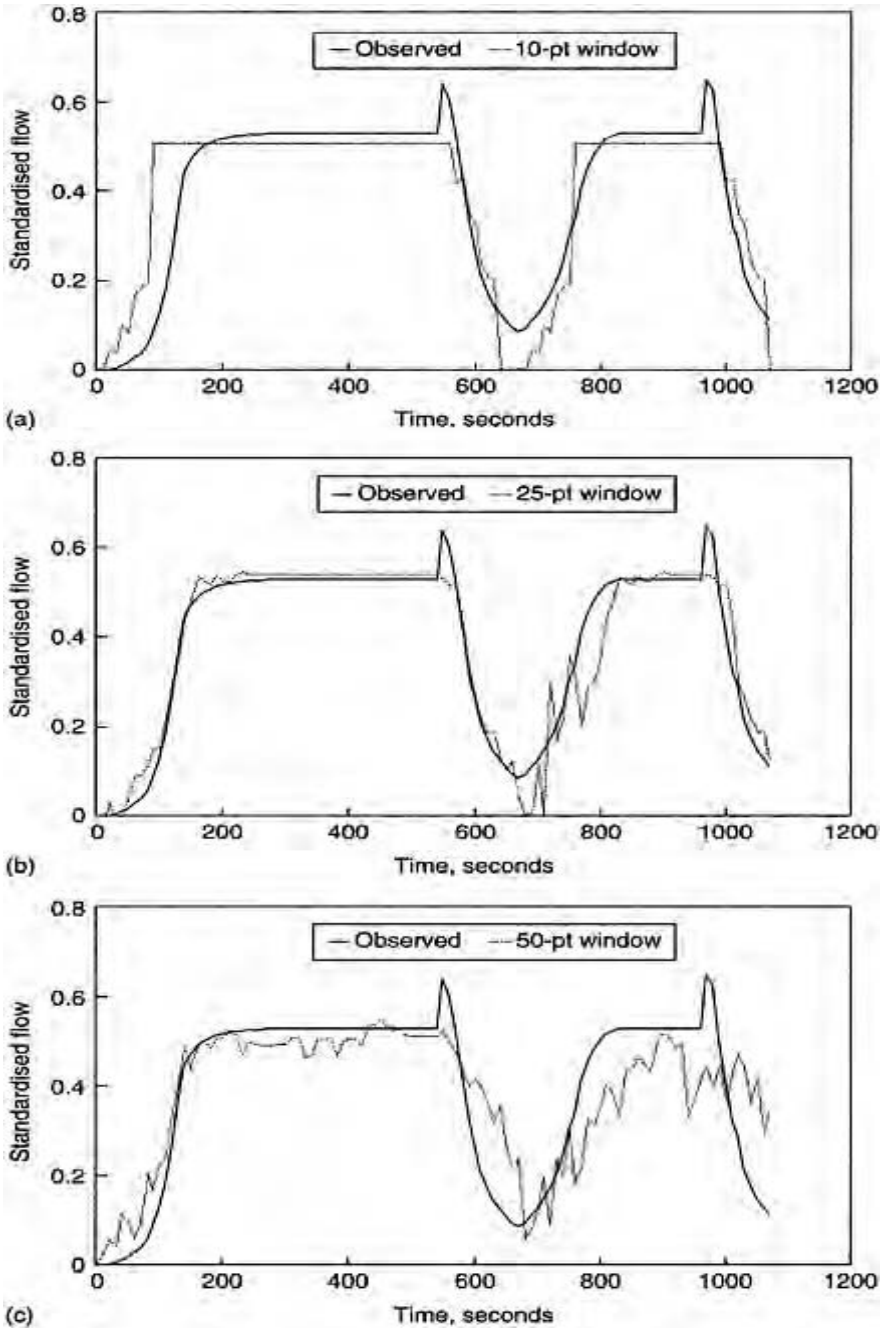 0.8
Observed 10-pt window
0.6
0.4
0.2
0
Standardised flow
0 200 400 600 800 1000 1200
(a)
Time, seconds
0.8
Observed 25-pt window
0.6
0.4
0.2
0
Standardised flow
0 200 400 600 800 1000 1200
(b)
Time, seconds
0.8
Observed 50-pt window
0.6
0.4
0.2
0
Standardised flow
0 200 400 600 800 1000 1200
(c)
Time, seconds